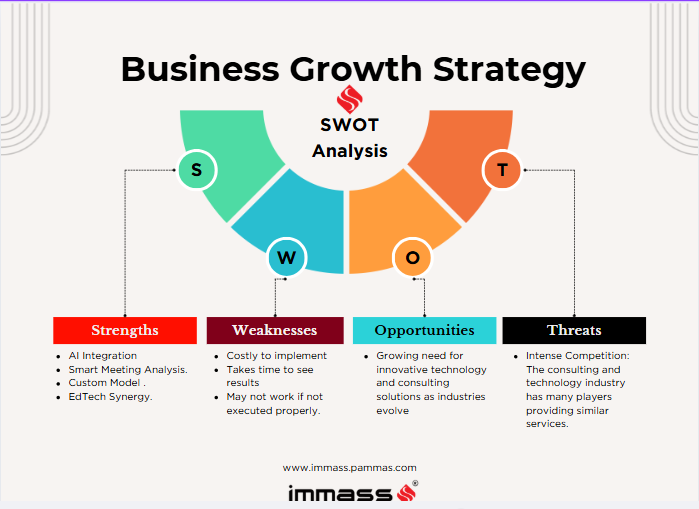 Business Growth Strategy
SWOT
Analysis
S
T
W
O
Strengths
• AI Integration
• Smart Meeting Analysis.
• Custom Model .
• EdTech Synergy.
Weaknesses
• Costly to implement
• Takes time to see
results
• May not work if not
executed properly.
Opportunities
• Growing need for
innovative technology
and consulting
solutions as industries
evolve
Threats
• Intense Competition:
The consulting and
technology industry
has many players
providing similar
services.
www.immass.pammas.com
immass ®